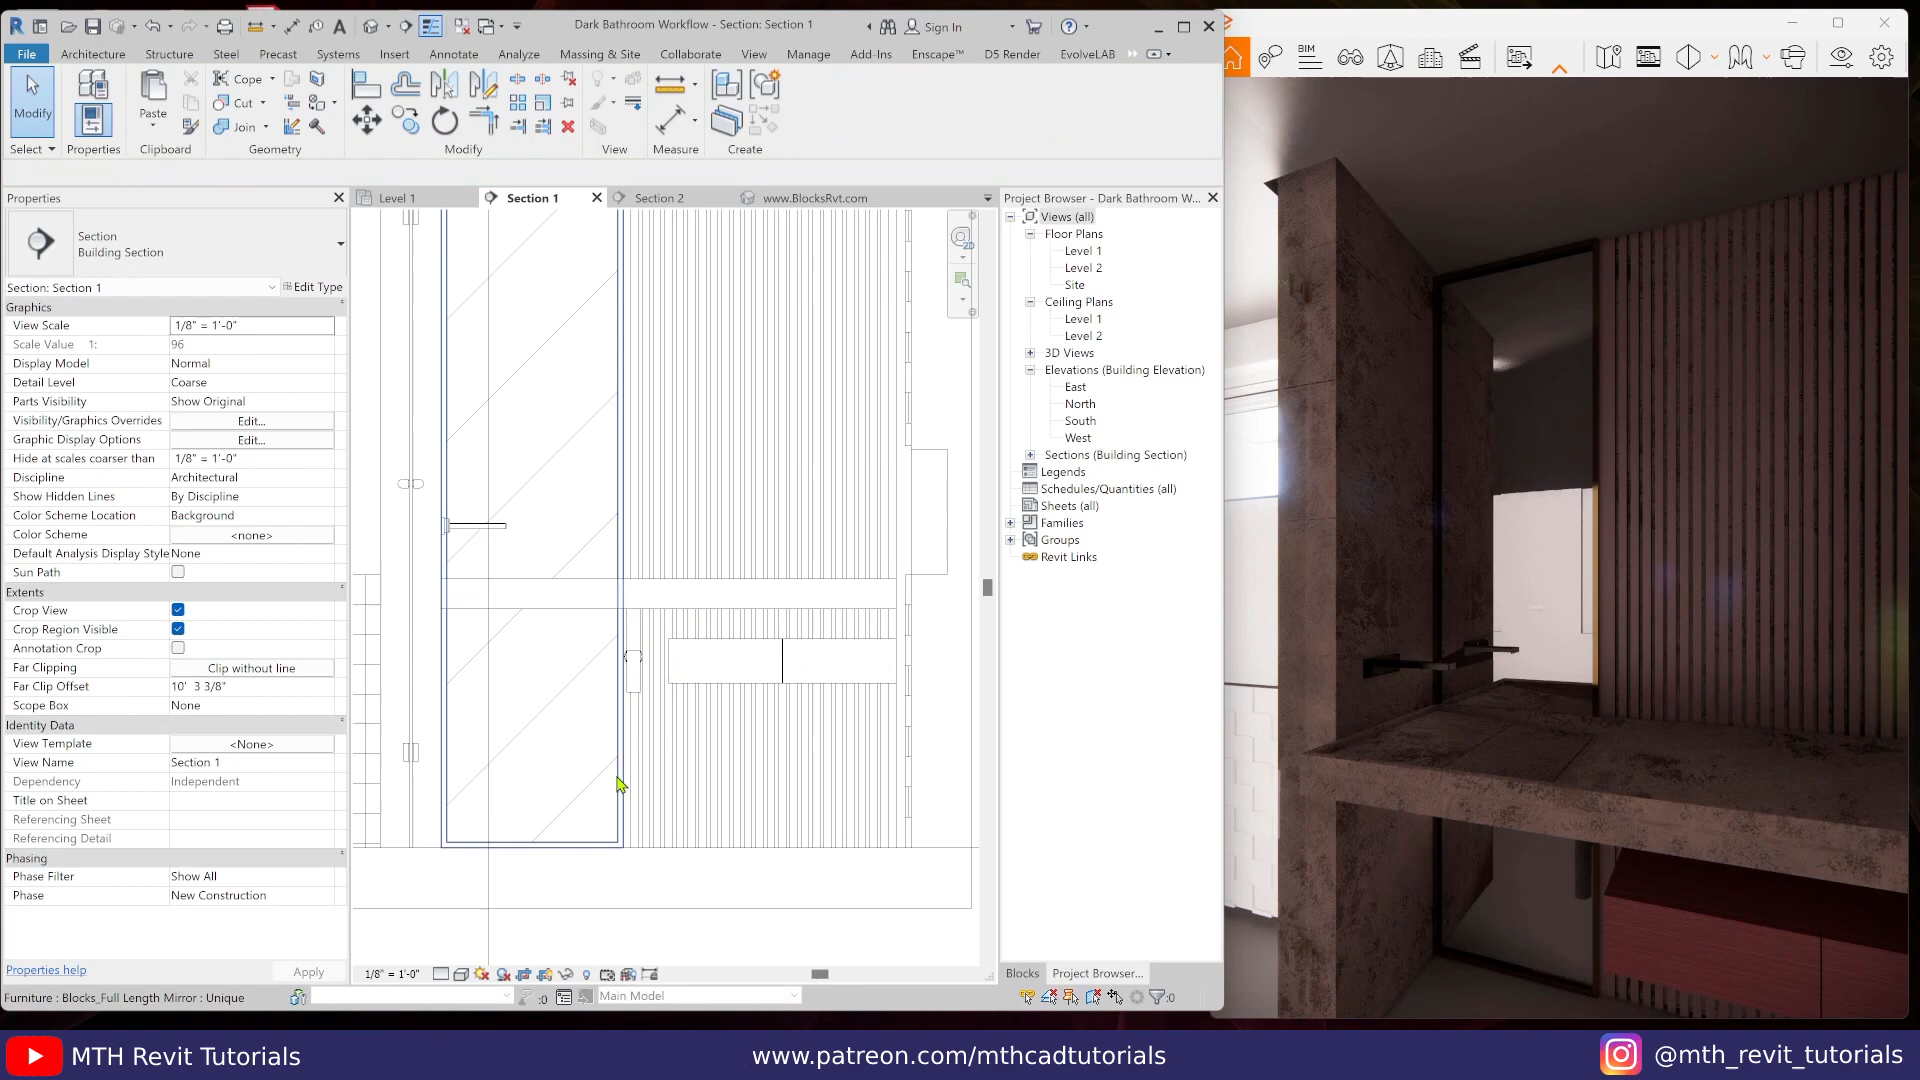 Dark Bathroom Workflow - Section: Section 1
Sign In
File
Architecture
Structure
Steel
Precast
Systems
Insert
Annotate
Analyze
Massing & Site
Collaborate
View
Manage
Add-Ins
Enscape™
D5 Render
EvolveLAB
BIM
Modify
Paste
Cope
Cut
Join
Select
Properties
Clipboard
Geometry
Modify
View
Measure
Create
Properties
Level 1
Section 1
Section 2
www.BlocksRvt.com
Project Browser - Dark Bathroom W...
Section
Building Section
Section: Section 1
Edit Type
Graphics
View Scale 1/8" = 1'-0"
Scale Value 1: 96
Display Model Normal
Detail Level Coarse
Parts Visibility Show Original
Visibility/Graphics Overrides Edit...
Graphic Display Options Edit...
Hide at scales coarser than 1/8" = 1'-0"
Discipline Architectural
Show Hidden Lines By Discipline
Color Scheme Location Background
Color Scheme <none>
Default Analysis Display Style None
Sun Path
Extents
Crop View
Crop Region Visible
Annotation Crop
Far Clipping Clip without line
Far Clip Offset 10' 3 3/8"
Scope Box None
Identity Data
View Template <None>
View Name Section 1
Dependency Independent
Title on Sheet
Referencing Sheet
Referencing Detail
Phasing
Phase Filter Show All
Phase New Construction
Properties help
Apply
2D
Views (all)
Floor Plans
Level 1
Level 2
Site
Ceiling Plans
Level 1
Level 2
3D Views
Elevations (Building Elevation)
East
North
South
West
Sections (Building Section)
Legends
Schedules/Quantities (all)
Sheets (all)
Families
Groups
Revit Links
Blocks
Project Browser...
1/8" = 1'-0"
Furniture : Blocks_Full Length Mirror : Unique
:0
Main Model
:0
MTH Revit Tutorials
www.patreon.com/mthcadtutorials
@mth_revit_tutorials